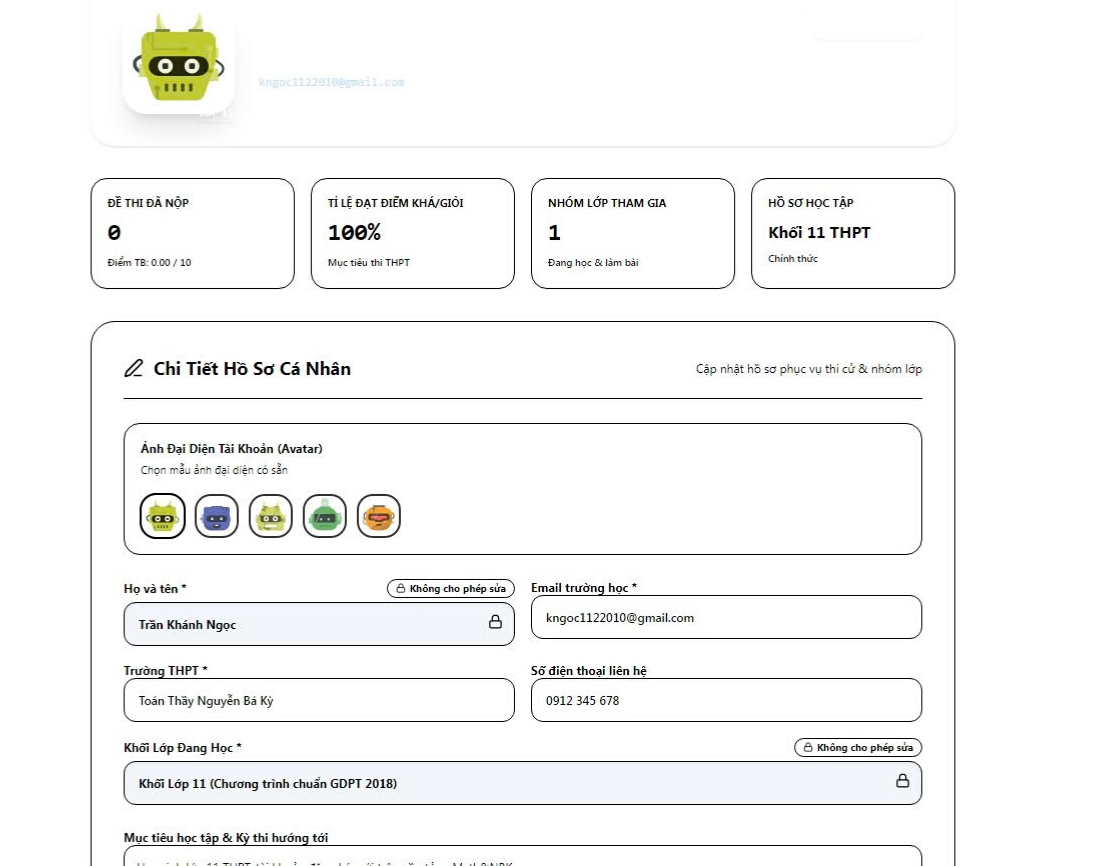 kngoc1122010@gmail.com
ĐỀ THI ĐÃ NỘP
0
Điểm TB: 0.00 / 10
TỈ LỆ ĐẠT ĐIỂM KHÁ/GIỎI
100%
Mục tiêu thi THPT
NHÓM LỚP THAM GIA
1
Đang học & làm bài
HỒ SƠ HỌC TẬP
Khối 11 THPT
Chính thức
Chi Tiết Hồ Sơ Cá Nhân
Cập nhật hồ sơ phục vụ thi cử & nhóm lớp
Ảnh Đại Diện Tài Khoản (Avatar)
Chọn mẫu ảnh đại diện có sẵn
Họ và tên *
Không cho phép sửa
Trần Khánh Ngọc
Email trường học *
kngoc1122010@gmail.com
Trường THPT *
Toán Thầy Nguyễn Bá Kỳ
Số điện thoại liên hệ
0912 345 678
Khối Lớp Đang Học *
Không cho phép sửa
Khối Lớp 11 (Chương trình chuẩn GDPT 2018)
Mục tiêu học tập & Kỳ thi hướng tới